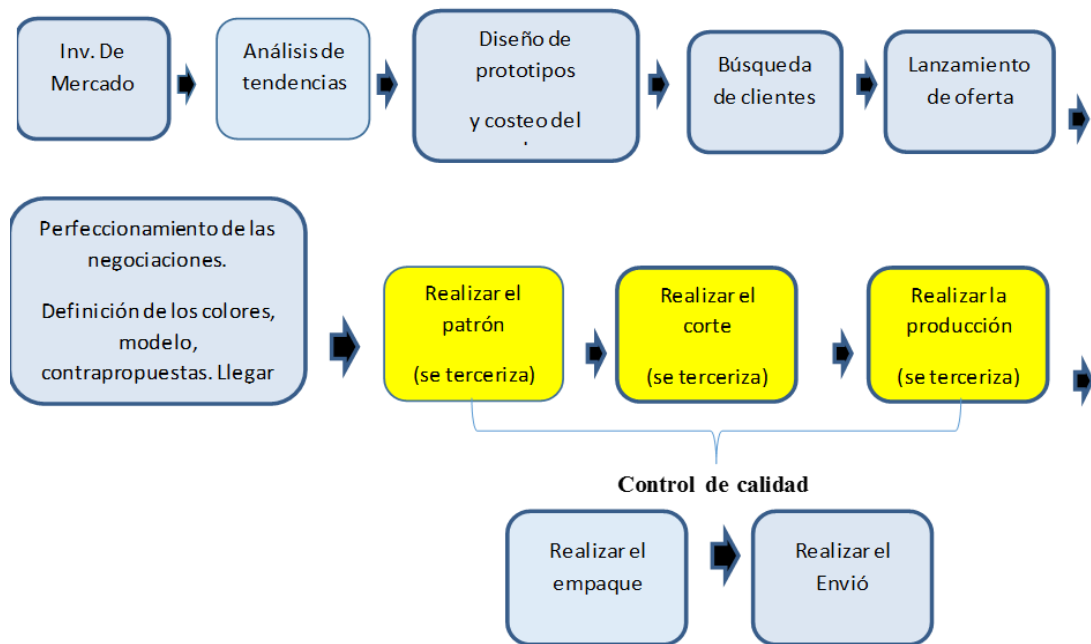 Inv. De
Mercado
Análisis de
tendencias
Diseño de
prototipos
y costeo del
Búsqueda
de clientes
Lanzamiento
de oferta
Perfeccionamiento de las
negociaciones.
Definición de los colores,
modelo,
contrapropuestas. Llegar
Realizar el
patrón
(se terceriza)
Realizar el
corte
(se terceriza)
Realizar la
producción
(se terceriza)
Control de calidad
Realizar el
empaque
Realizar el
Envió